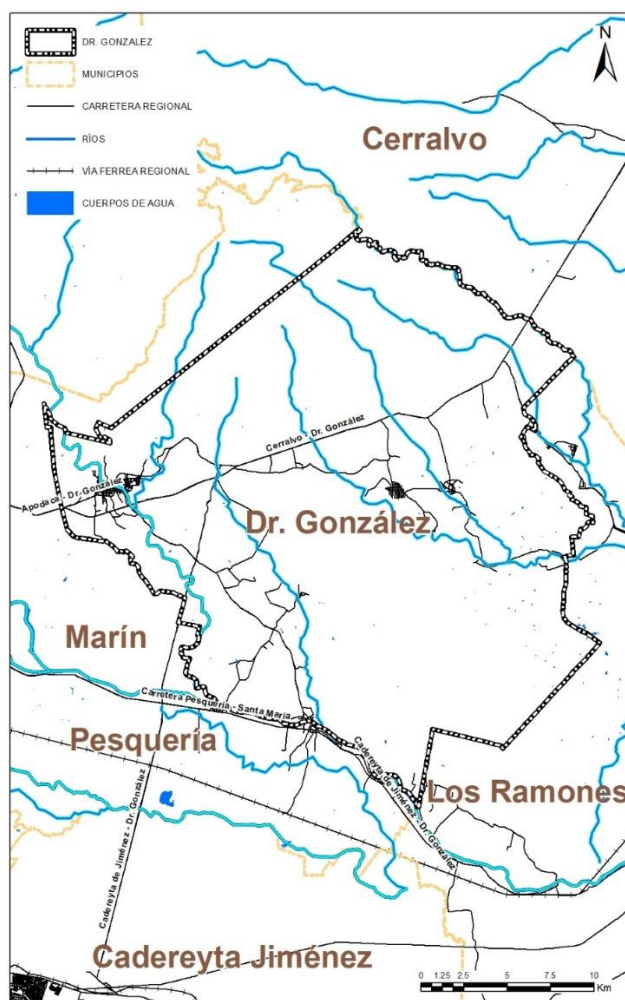 DR. GONZALEZ
MUNICIPIOS
CARRETERA REGIONAL
RÍOS
VÍA FERREA REGIONAL
CUERPOS DE AGUA
N
Cerralvo
Cerralvo - Dr. González
Apodaca - Dr. González
Dr. González
Marín
Carretera Pesquería - Santa María
Pesquería
Cadereyta de Jiménez - Dr. González
Los Ramones
Cadereyta de Jiménez - Dr. González
Cadereyta Jiménez
0 1.25 2.5 5 7.5 10
Km